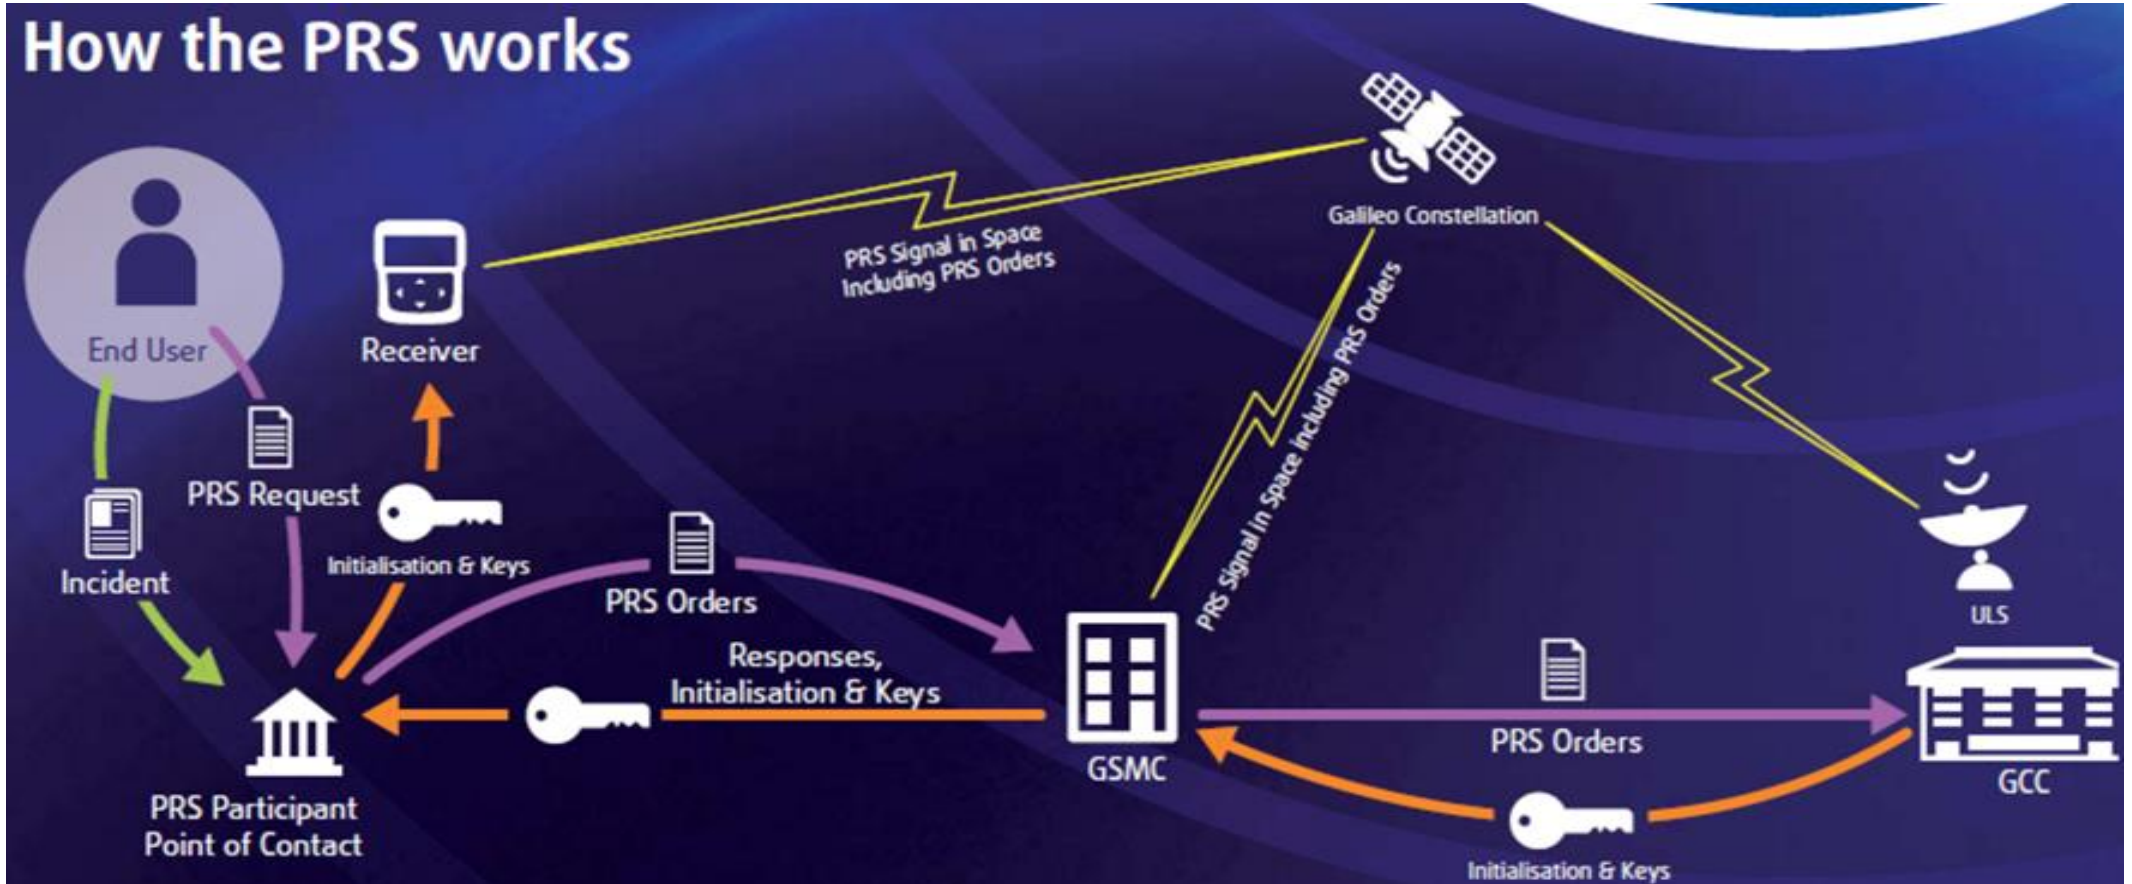 How the PRS works
Galileo Constellation
PRS Signal in Space
Including PRS Orders
PRS Signal in Space including PRS Orders
End User
Receiver
PRS Request
Initialisation & Keys
Incident
PRS Orders
ULS
Responses,
Initialisation & Keys
PRS Orders
GSMC
GCC
PRS Participant
Point of Contact
Initialisation & Keys